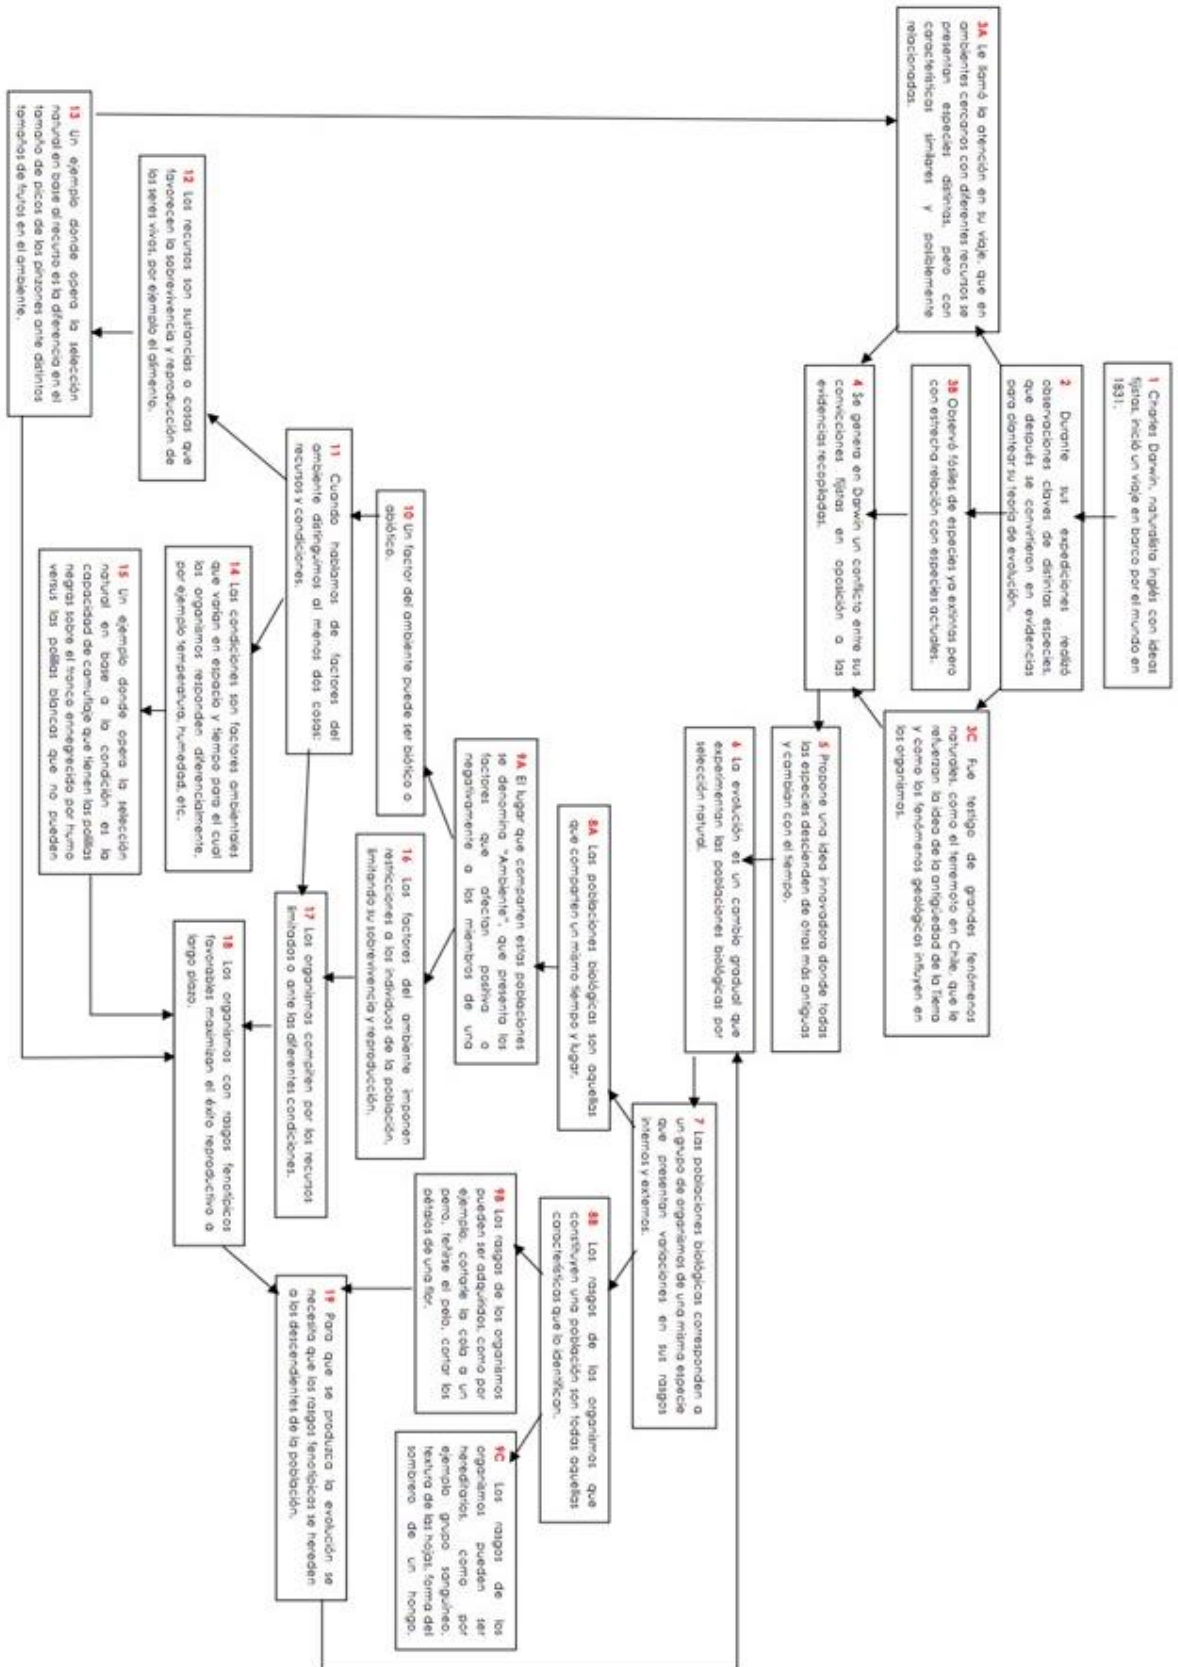 1 Charles Darwin, naturalista inglés con ideas
fijistas, inició un viaje en barco por el mundo en
1831.
2 Durante sus expediciones realizó
observaciones claves de distintas especies,
que después se convirtieron en evidencias
para plantear su teoría de evolución.
3A Le llamó la atención en su viaje, que en
ambientes cercanos con diferentes recursos se
presentan especies distintas, pero con
características similares y posiblemente
relacionadas.
3B Observó fósiles de especies ya extintas pero
con estrecha relación con especies actuales.
3C Fue testigo de grandes fenómenos
naturales, como el terremoto en Chile, que le
refuerzan la idea de la antigüedad de la Tierra
y como los fenómenos geológicos influyen en
los organismos.
4 Se genera en Darwin un conflicto entre sus
convicciones fijistas en oposición a las
evidencias recopiladas.
5 Propone una idea innovadora donde todas
las especies descienden de otras más antiguas
y cambian con el tiempo.
6 La evolución es un cambio gradual que
experimentan las poblaciones biológicas por
selección natural.
7 Las poblaciones biológicas corresponden a
un grupo de organismos de una misma especie
que presentan variaciones en sus rasgos
internos y externos.
8A Las poblaciones biológicas son aquellas
que comparten un mismo tiempo y lugar.
8B Los rasgos de los organismos que
constituyen una población son todas aquellas
características que lo identifican.
9A El lugar que comparten estas poblaciones
se denomina "Ambiente", que presenta los
factores que afectan positiva o
negativamente a los miembros de una
9B Los rasgos de los organismos
pueden ser adquiridos, como por
ejemplo, cortarle la cola a un
perro, teñirse el pelo, cortar los
pétalos de una flor.
9C Los rasgos de los
organismos pueden ser
hereditarios, como por
ejemplo grupo sanguíneo,
textura de las hojas, forma del
sombrero de un hongo.
10 Un factor del ambiente puede ser biótico o
abiótico.
11 Cuando hablamos de factores del
ambiente distinguimos al menos dos cosas:
recursos y condiciones.
12 Los recursos son sustancias o cosas que
favorecen la sobrevivencia y reproducción de
los seres vivos, por ejemplo el alimento.
13 Un ejemplo donde opera la selección
natural en base al recurso es la diferencia en el
tamaño de picos de los pinzones ante distintos
tamaños de frutos en el ambiente.
14 Las condiciones son factores ambientales
que varían en espacio y tiempo para el cual
los organismos responden diferencialmente,
por ejemplo temperatura, humedad, etc.
15 Un ejemplo donde opera la selección
natural en base a la condición es la
capacidad de camuflaje que tienen las polillas
negras sobre el tronco ennegrecido por humo
versus las polillas blancas que no pueden
16 Los factores del ambiente imponen
restricciones a los individuos de la población,
limitando su sobrevivencia y reproducción.
17 Los organismos compiten por los recursos
limitados o ante las diferentes condiciones.
18 Los organismos con rasgos fenotípicos
favorables maximizan el éxito reproductivo a
largo plazo.
19 Para que se produzca la evolución se
necesita que los rasgos fenotípicos se hereden
a los descendientes de la población.